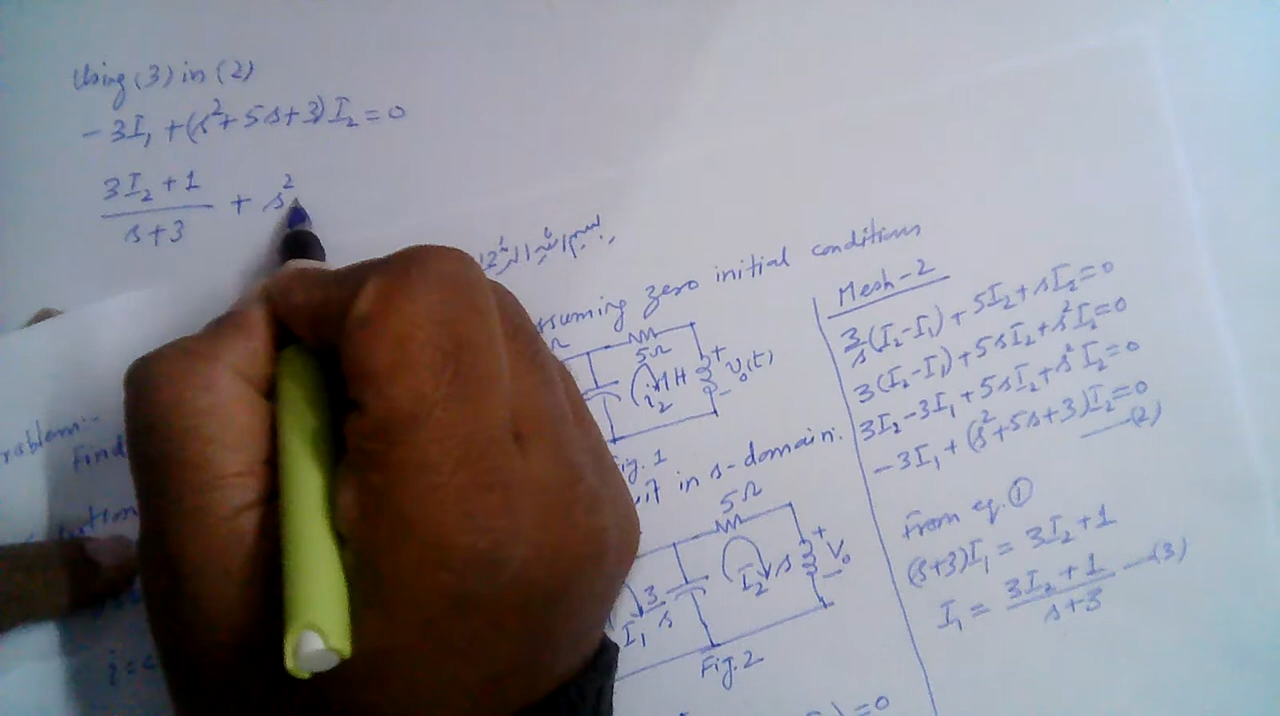 Using (3) in (2)
-3I₁ + (s² + 5s + 3) I₂ = 0
3I₂ + 1
s + 3
+ s²
ssuming zero initial conditions
5Ω
1H
i₂
+
v₀(t)
-
Fig. 1
in s-domain.
5Ω
3
s
I₁
I₂
s
+
V₀
-
Fig. 2
roblem:-
Find
Mesh-2
3/s (I₂ - I₁) + 5I₂ + sI₂ = 0
3(I₂ - I₁) + 5sI₂ + s²I₂ = 0
3I₂ - 3I₁ + 5sI₂ + s²I₂ = 0
-3I₁ + (s² + 5s + 3) I₂ = 0
—(2)
From eq. ①
(s+3)I₁ = 3I₂ + 1
I₁ = 3I₂ + 1 —(3)
s + 3
) = 0